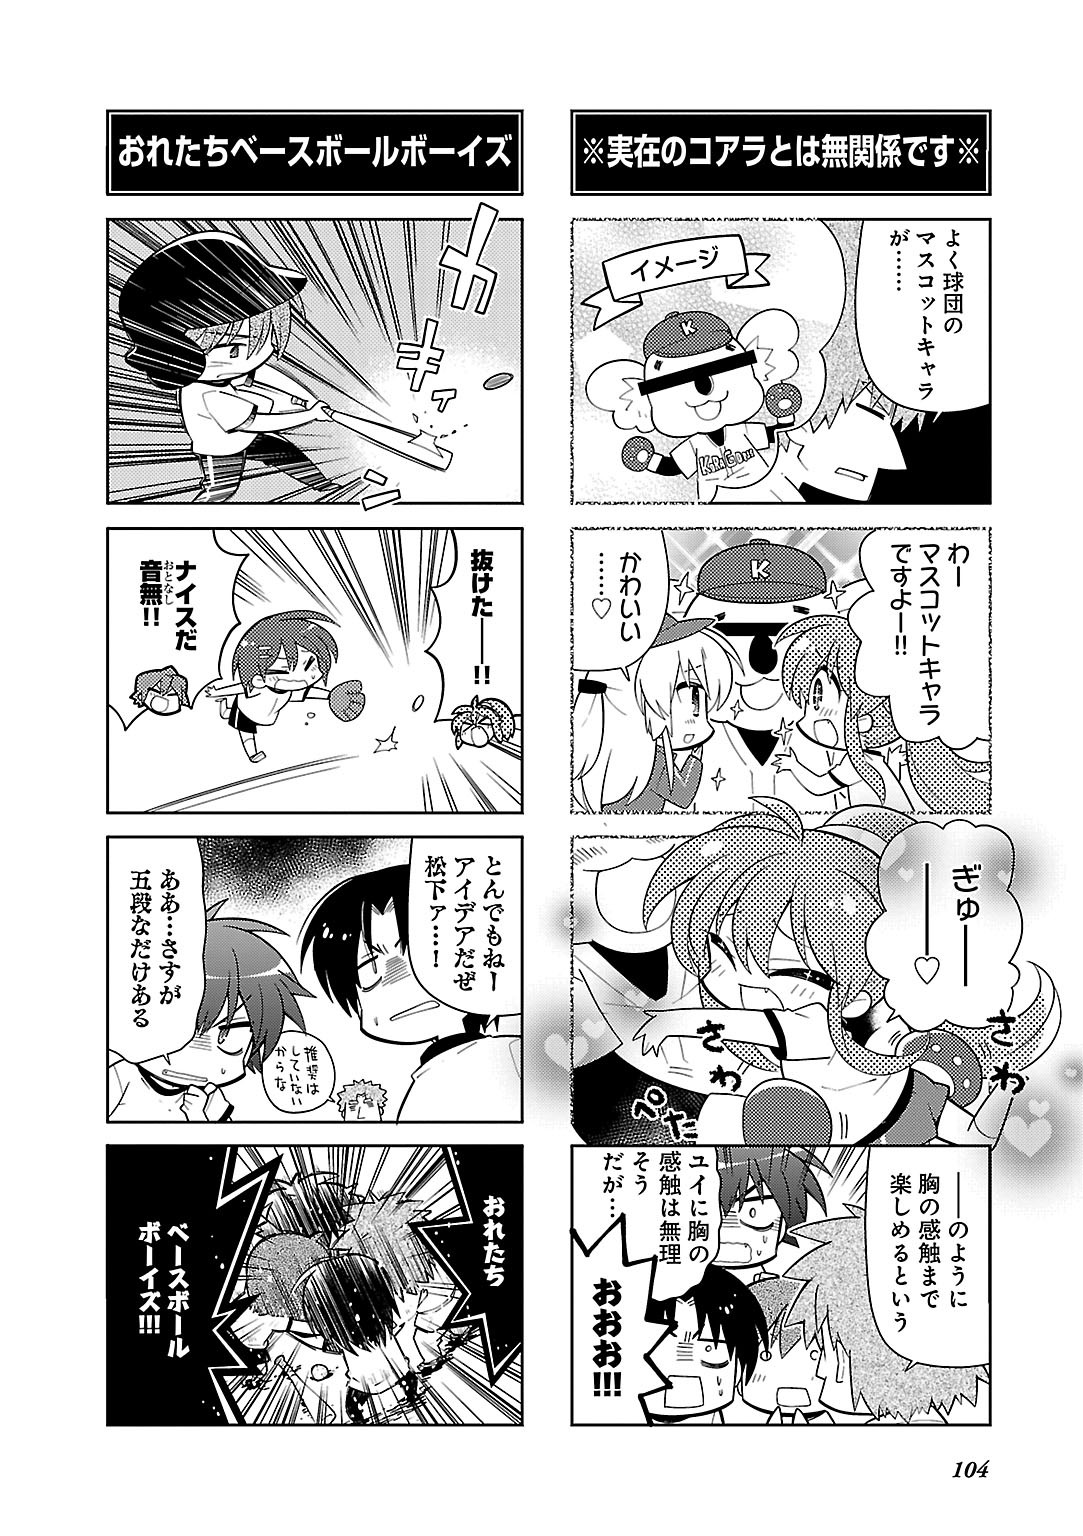 ※実在のコアラとは無関係です※
よく球団の
マスコットキャラ
が……
イメージ
K
わー
マスコットキャラ
ですよー!!
かわいい
……♡
K
ぎゅ――
――♡
さわ
さわ
ぺた
――のように
胸の感触まで
楽しめるという
ユイに胸の
感触は無理
そう
だが…
おおお!!!
おれたちベースボールボーイズ
カキィン
抜けた――!!
ナイスだ
音無!!
おとなし
とんでもねー
アイデアだぜ
松下ァ…!
推奨は
していない
からな
ああ…さすが
五段なだけある
おれたち
ベースボール
ボーイズ!!!
104